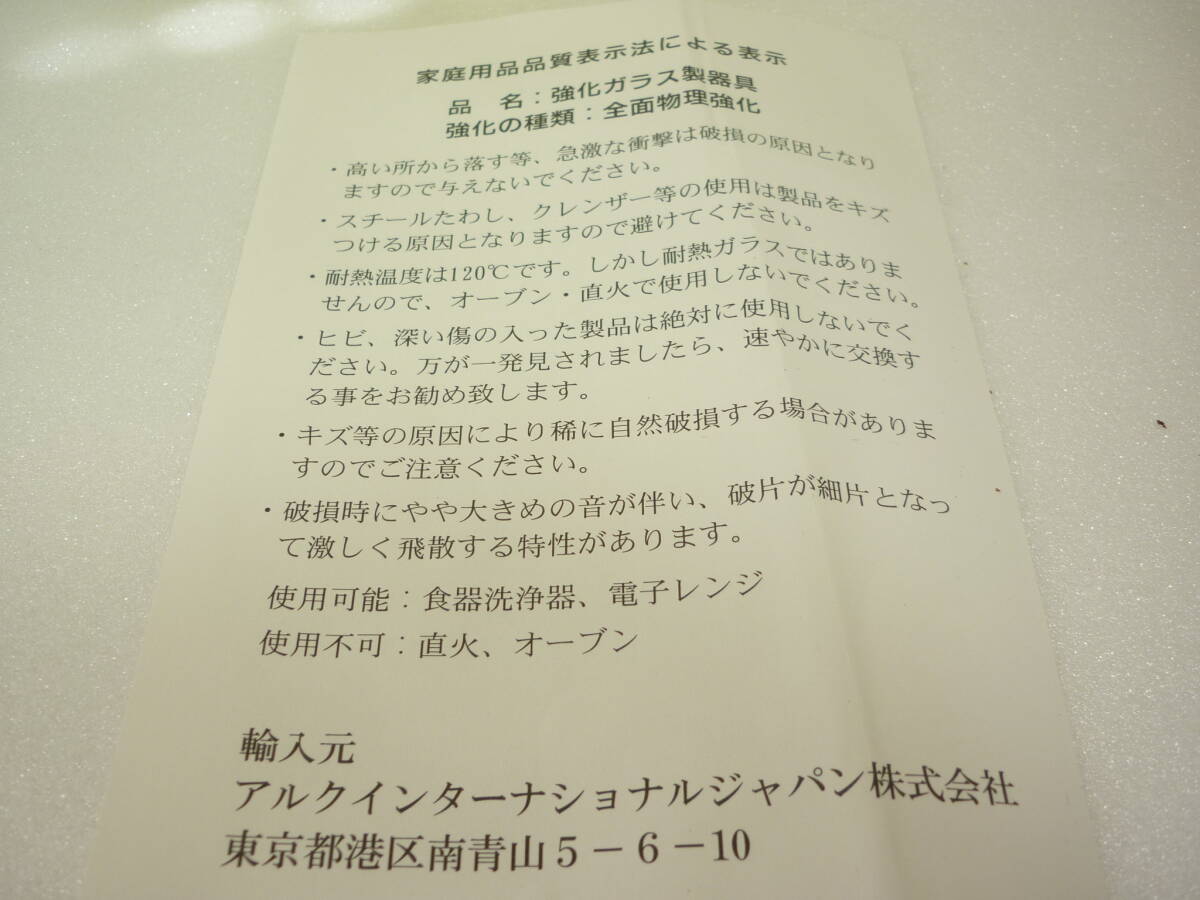 家庭用品品質表示法による表示
品　名：強化ガラス製器具
強化の種類：全面物理強化
・高い所から落す等、急激な衝撃は破損の原因となり
ますので与えないでください。
・スチールたわし、クレンザー等の使用は製品をキズ
つける原因となりますので避けてください。
・耐熱温度は120℃です。しかし耐熱ガラスではありま
せんので、オーブン・直火で使用しないでください。
・ヒビ、深い傷の入った製品は絶対に使用しないでく
ださい。万が一発見されましたら、速やかに交換す
る事をお勧め致します。
・キズ等の原因により稀に自然破損する場合がありま
すのでご注意ください。
・破損時にやや大きめの音が伴い、破片が細片となっ
て激しく飛散する特性があります。
使用可能：食器洗浄器、電子レンジ
使用不可：直火、オーブン
輸入元
アルクインターナショナルジャパン株式会社
東京都港区南青山５－６－10